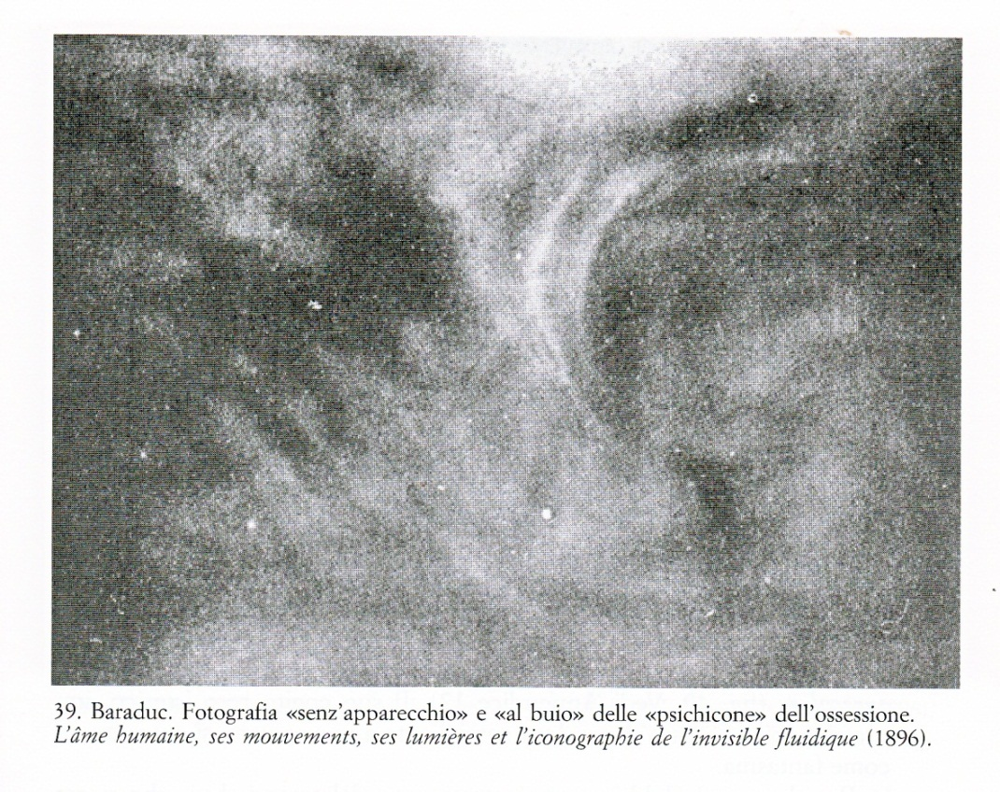 39. Baraduc. Fotografia «senz'apparecchio» e «al buio» delle «psichicone» dell'ossessione.
L'âme humaine, ses mouvements, ses lumières et l'iconographie de l'invisible fluidique (1896).